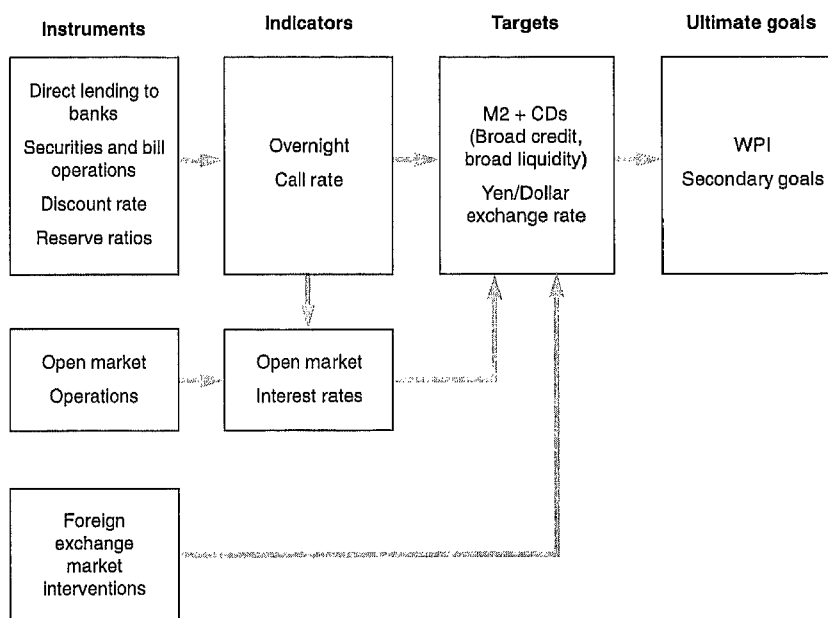 Instruments
Indicators
Targets
Ultimate goals
Direct lending to
banks
Securities and bill
operations
Discount rate
Reserve ratios
Overnight
Call rate
M2 + CDs
(Broad credit,
broad liquidity)
Yen/Dollar
exchange rate
WPI
Secondary goals
Open market
Operations
Open market
Interest rates
Foreign
exchange
market
interventions